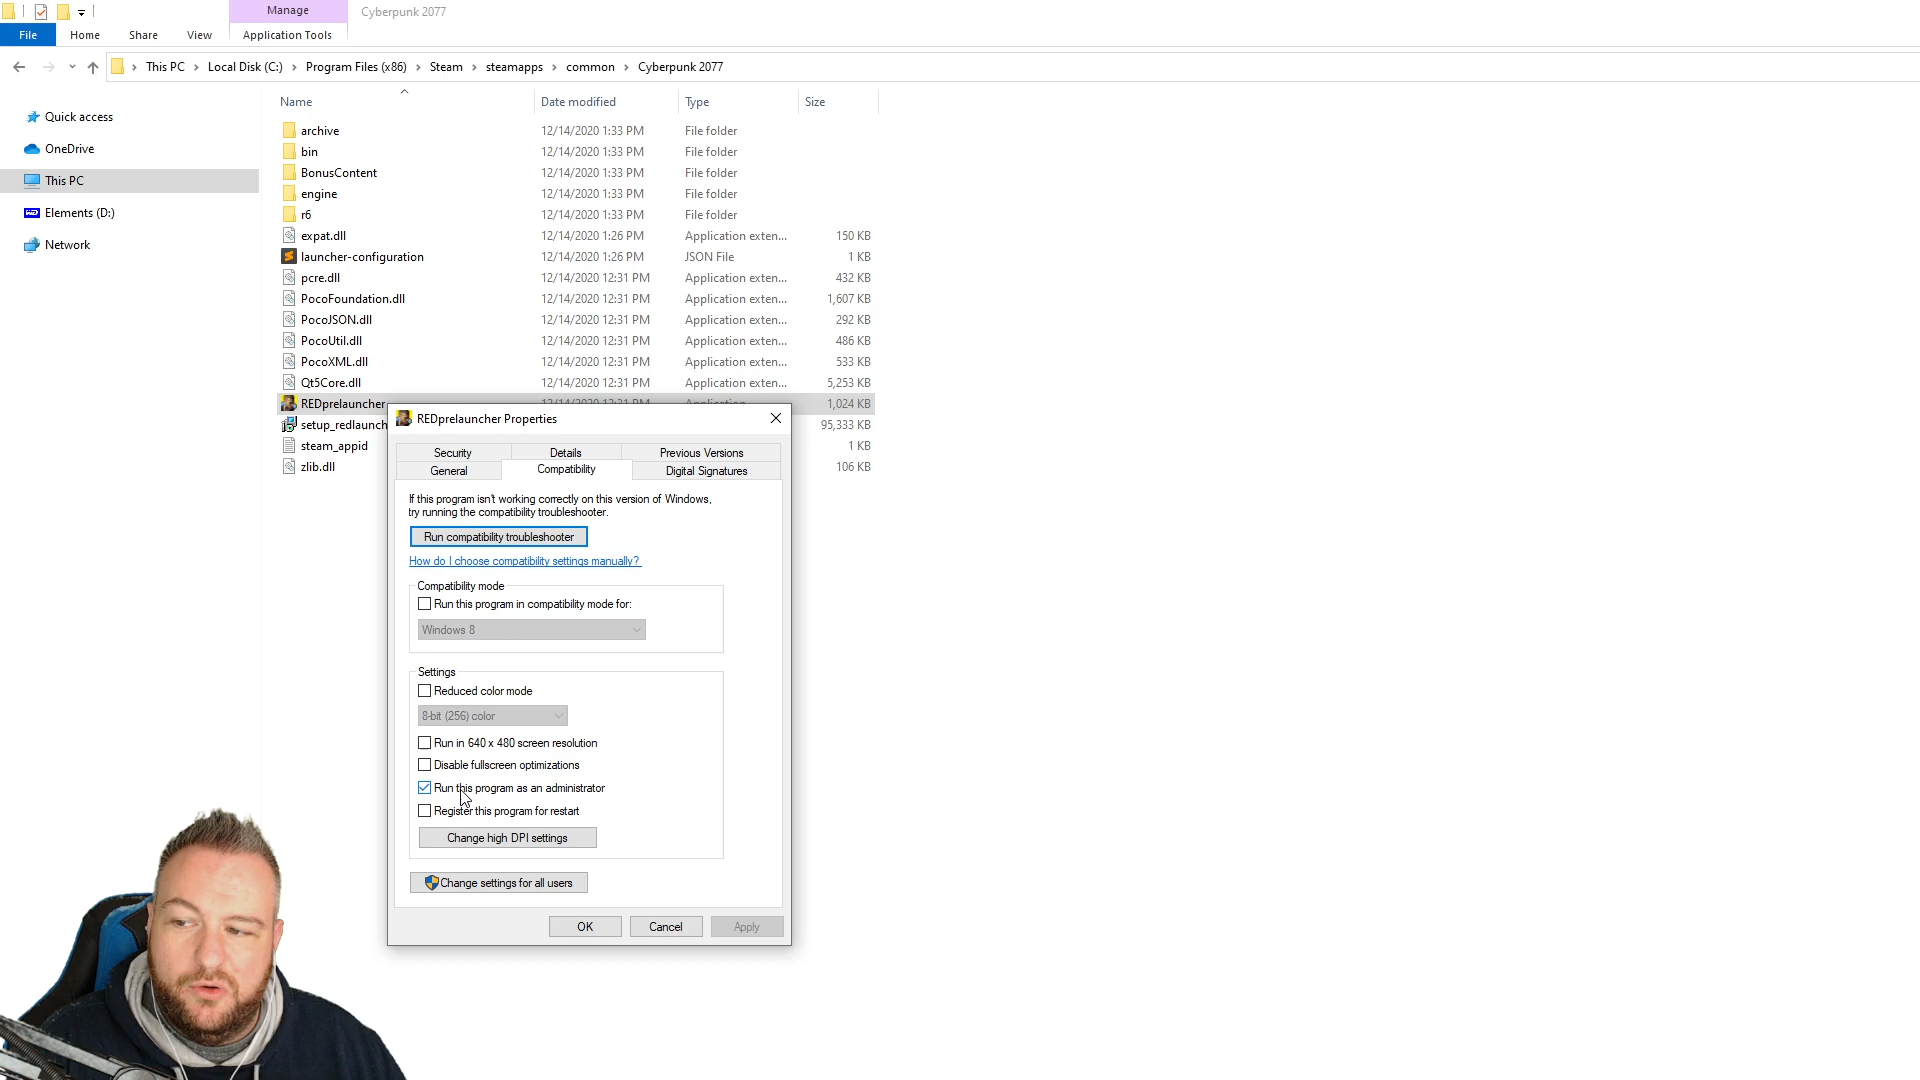 Manage
Cyberpunk 2077
File
Home
Share
View
Application Tools
This PC
Local Disk (C:)
Program Files (x86)
Steam
steamapps
common
Cyberpunk 2077
Quick access
OneDrive
This PC
Elements (D:)
Network
Name
Date modified
Type
Size
archive 12/14/2020 1:33 PM File folder
bin 12/14/2020 1:33 PM File folder
BonusContent 12/14/2020 1:33 PM File folder
engine 12/14/2020 1:33 PM File folder
r6 12/14/2020 1:33 PM File folder
expat.dll 12/14/2020 1:26 PM Application exten... 150 KB
launcher-configuration 12/14/2020 1:26 PM JSON File 1 KB
pcre.dll 12/14/2020 12:31 PM Application exten... 432 KB
PocoFoundation.dll 12/14/2020 12:31 PM Application exten... 1,607 KB
PocoJSON.dll 12/14/2020 12:31 PM Application exten... 292 KB
PocoUtil.dll 12/14/2020 12:31 PM Application exten... 486 KB
PocoXML.dll 12/14/2020 12:31 PM Application exten... 533 KB
Qt5Core.dll 12/14/2020 12:31 PM Application exten... 5,253 KB
REDprelauncher 12/14/2020 12:31 PM Application 1,024 KB
setup_redlaunch 95,333 KB
steam_appid 1 KB
zlib.dll 106 KB
REDprelauncher Properties
Security
Details
Previous Versions
General
Compatibility
Digital Signatures
If this program isn't working correctly on this version of Windows,
try running the compatibility troubleshooter.
Run compatibility troubleshooter
How do I choose compatibility settings manually?
Compatibility mode
Run this program in compatibility mode for:
Windows 8
Settings
Reduced color mode
8-bit (256) color
Run in 640 x 480 screen resolution
Disable fullscreen optimizations
Run this program as an administrator
Register this program for restart
Change high DPI settings
Change settings for all users
OK
Cancel
Apply